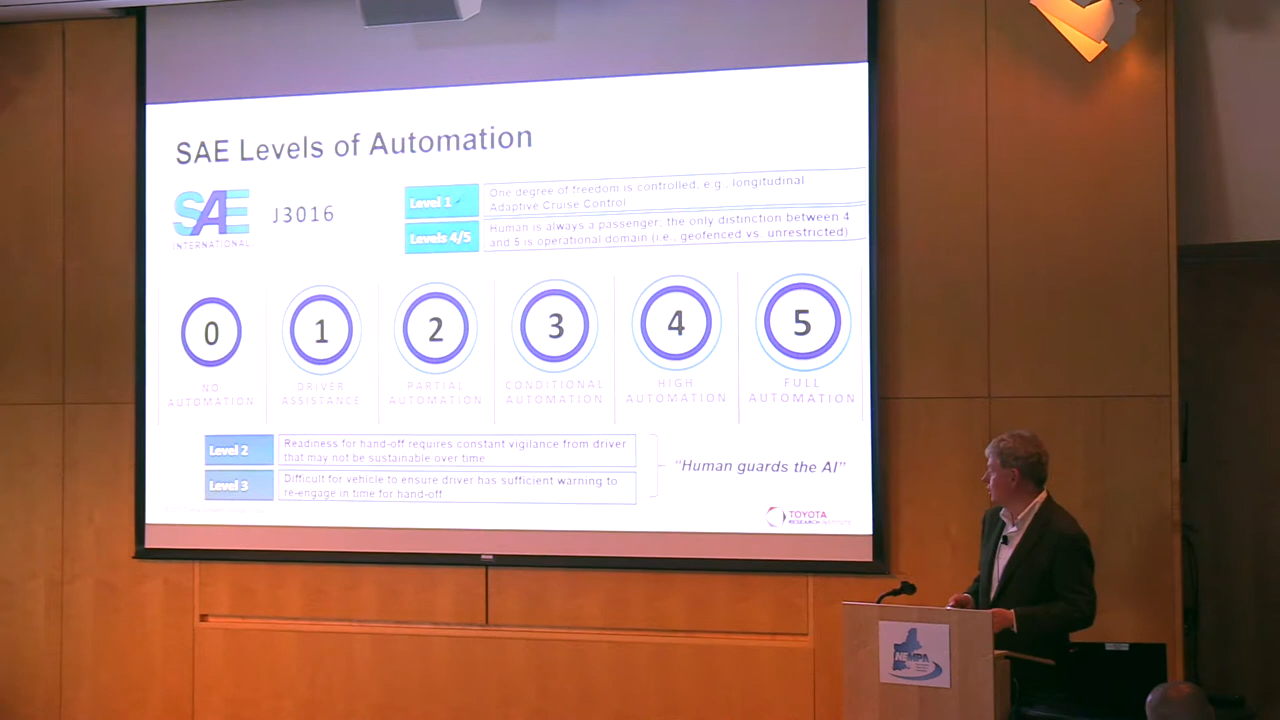 SAE Levels of Automation
SAE
INTERNATIONAL
J3016
Level 1
One degree of freedom is controlled, e.g., longitudinal
Adaptive Cruise Control
Levels 4/5
Human is always a passenger; the only distinction between 4
and 5 is operational domain (i.e., geofenced vs. unrestricted)
0
NO
AUTOMATION
1
DRIVER
ASSISTANCE
2
PARTIAL
AUTOMATION
3
CONDITIONAL
AUTOMATION
4
HIGH
AUTOMATION
5
FULL
AUTOMATION
Level 2
Readiness for hand-off requires constant vigilance from driver
that may not be sustainable over time
Level 3
Difficult for vehicle to ensure driver has sufficient warning to
re-engage in time for hand-off
"Human guards the AI"
TOYOTA
RESEARCH INSTITUTE
NEMPA